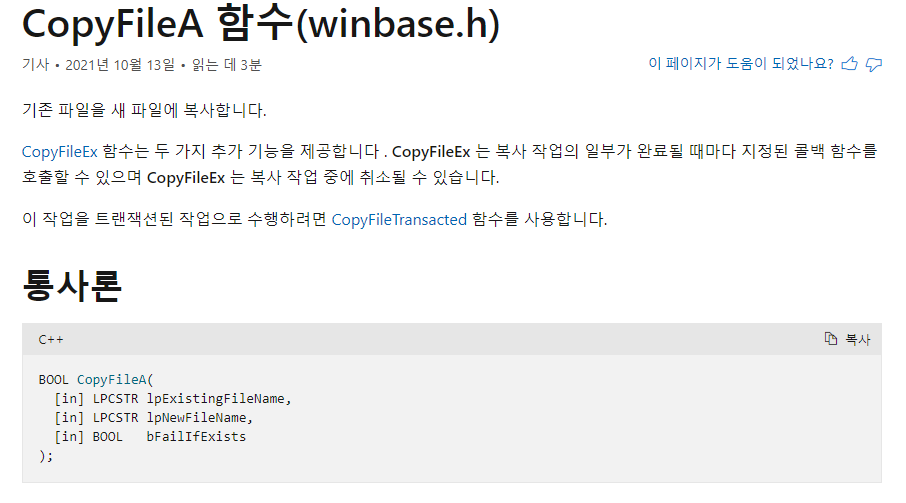 CopyFileA 함수(winbase.h)
기사 • 2021년 10월 13일 • 읽는 데 3분
이 페이지가 도움이 되었나요?
기존 파일을 새 파일에 복사합니다.
CopyFileEx 함수는 두 가지 추가 기능을 제공합니다 . CopyFileEx 는 복사 작업의 일부가 완료될 때마다 지정된 콜백 함수를
호출할 수 있으며 CopyFileEx 는 복사 작업 중에 취소될 수 있습니다.
이 작업을 트랜잭션된 작업으로 수행하려면 CopyFileTransacted 함수를 사용합니다.
통사론
C++
복사
BOOL CopyFileA(
  [in] LPCSTR lpExistingFileName,
  [in] LPCSTR lpNewFileName,
  [in] BOOL   bFailIfExists
);